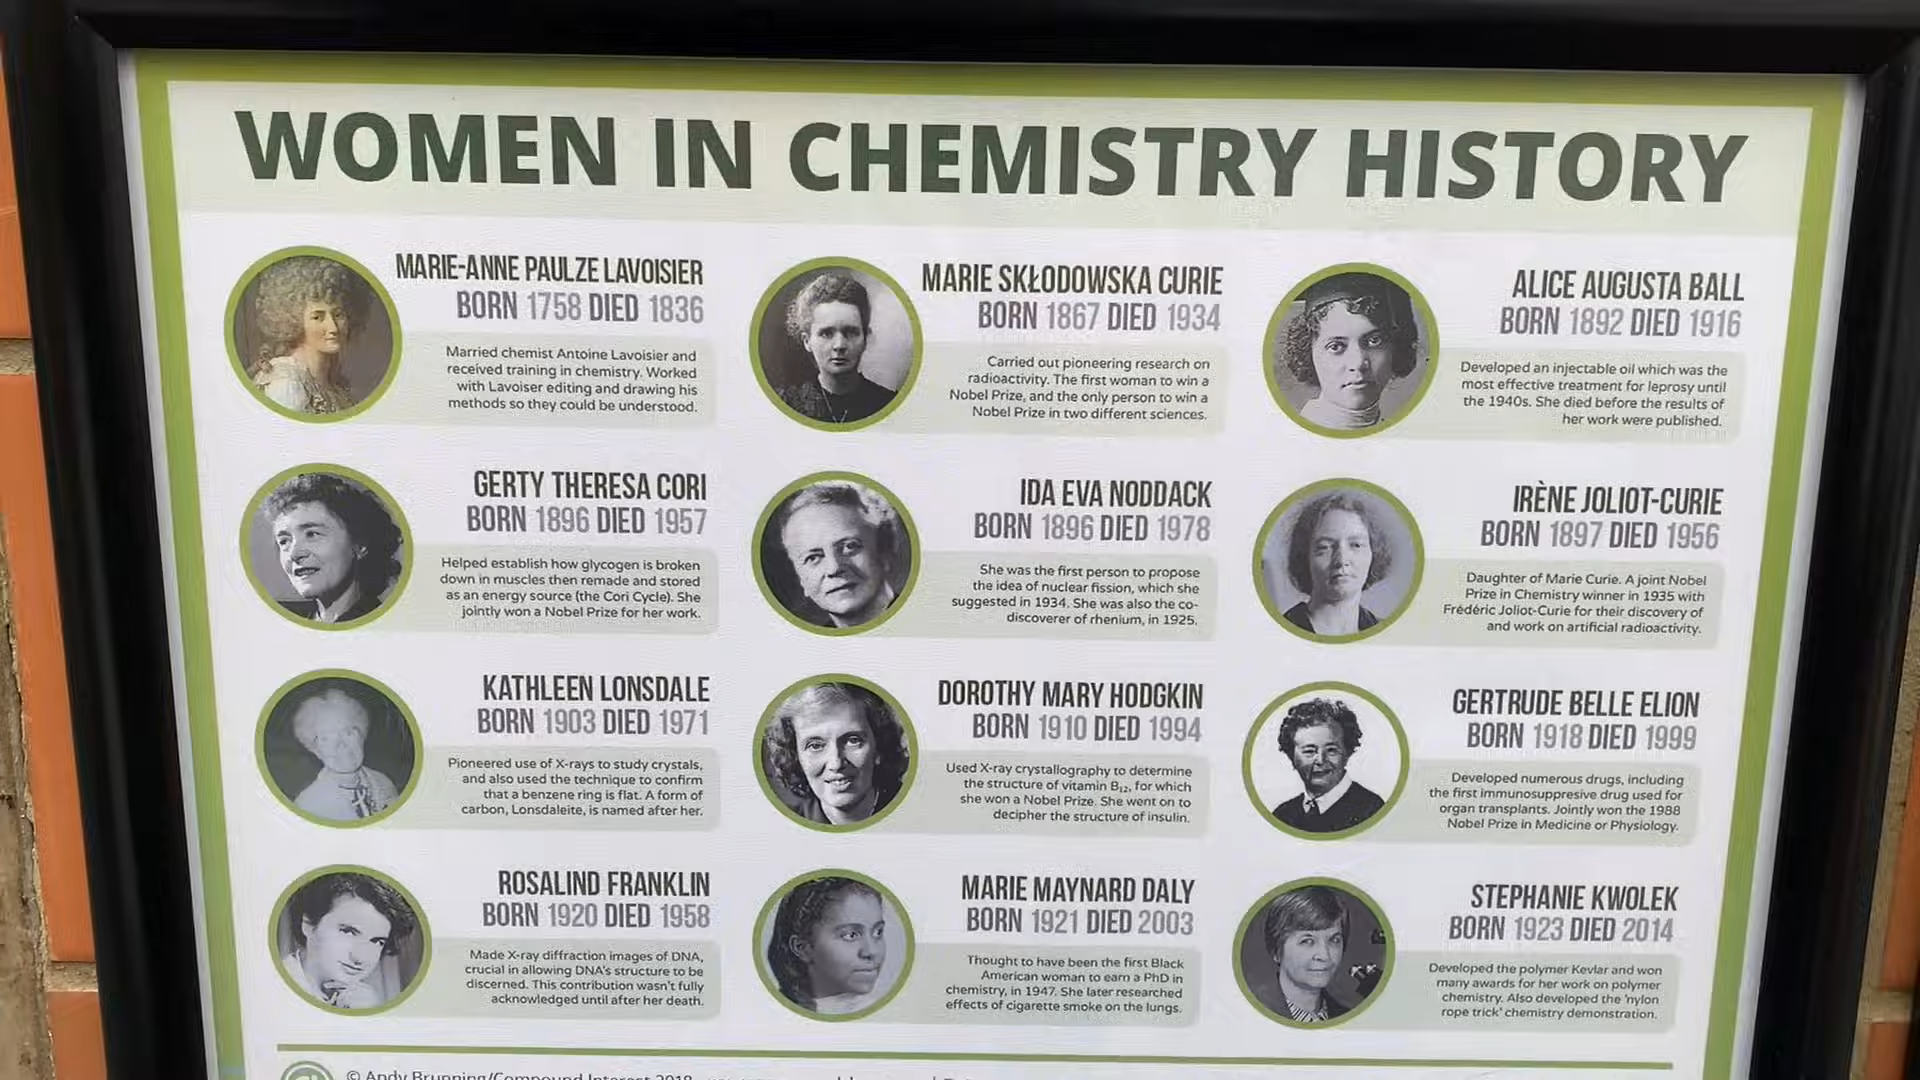 WOMEN IN CHEMISTRY HISTORY
MARIE-ANNE PAULZE LAVOISIER
BORN 1758 DIED 1836
Married chemist Antoine Lavoisier and
received training in chemistry. Worked
with Lavoiser editing and drawing his
methods so they could be understood.
MARIE SKŁODOWSKA CURIE
BORN 1867 DIED 1934
Carried out pioneering research on
radioactivity. The first woman to win a
Nobel Prize, and the only person to win a
Nobel Prize in two different sciences.
ALICE AUGUSTA BALL
BORN 1892 DIED 1916
Developed an injectable oil which was the
most effective treatment for leprosy until
the 1940s. She died before the results of
her work were published.
GERTY THERESA CORI
BORN 1896 DIED 1957
Helped establish how glycogen is broken
down in muscles then remade and stored
as an energy source (the Cori Cycle). She
jointly won a Nobel Prize for her work.
IDA EVA NODDACK
BORN 1896 DIED 1978
She was the first person to propose
the idea of nuclear fission, which she
suggested in 1934. She was also the co-
discoverer of rhenium, in 1925.
IRÈNE JOLIOT-CURIE
BORN 1897 DIED 1956
Daughter of Marie Curie. A joint Nobel
Prize in Chemistry winner in 1935 with
Frédéric Joliot-Curie for their discovery of
and work on artificial radioactivity.
KATHLEEN LONSDALE
BORN 1903 DIED 1971
Pioneered use of X-rays to study crystals,
and also used the technique to confirm
that a benzene ring is flat. A form of
carbon, Lonsdaleite, is named after her.
DOROTHY MARY HODGKIN
BORN 1910 DIED 1994
Used X-ray crystallography to determine
the structure of vitamin B₁₂, for which
she won a Nobel Prize. She went on to
decipher the structure of insulin.
GERTRUDE BELLE ELION
BORN 1918 DIED 1999
Developed numerous drugs, including
the first immunosuppresive drug used for
organ transplants. Jointly won the 1988
Nobel Prize in Medicine or Physiology.
ROSALIND FRANKLIN
BORN 1920 DIED 1958
Made X-ray diffraction images of DNA,
crucial in allowing DNA's structure to be
discerned. This contribution wasn't fully
acknowledged until after her death.
MARIE MAYNARD DALY
BORN 1921 DIED 2003
Thought to have been the first Black
American woman to earn a PhD in
chemistry, in 1947. She later researched
effects of cigarette smoke on the lungs.
STEPHANIE KWOLEK
BORN 1923 DIED 2014
Developed the polymer Kevlar and won
many awards for her work on polymer
chemistry. Also developed the 'nylon
rope trick' chemistry demonstration.
© Andy Brunning/Compound Interest 2018